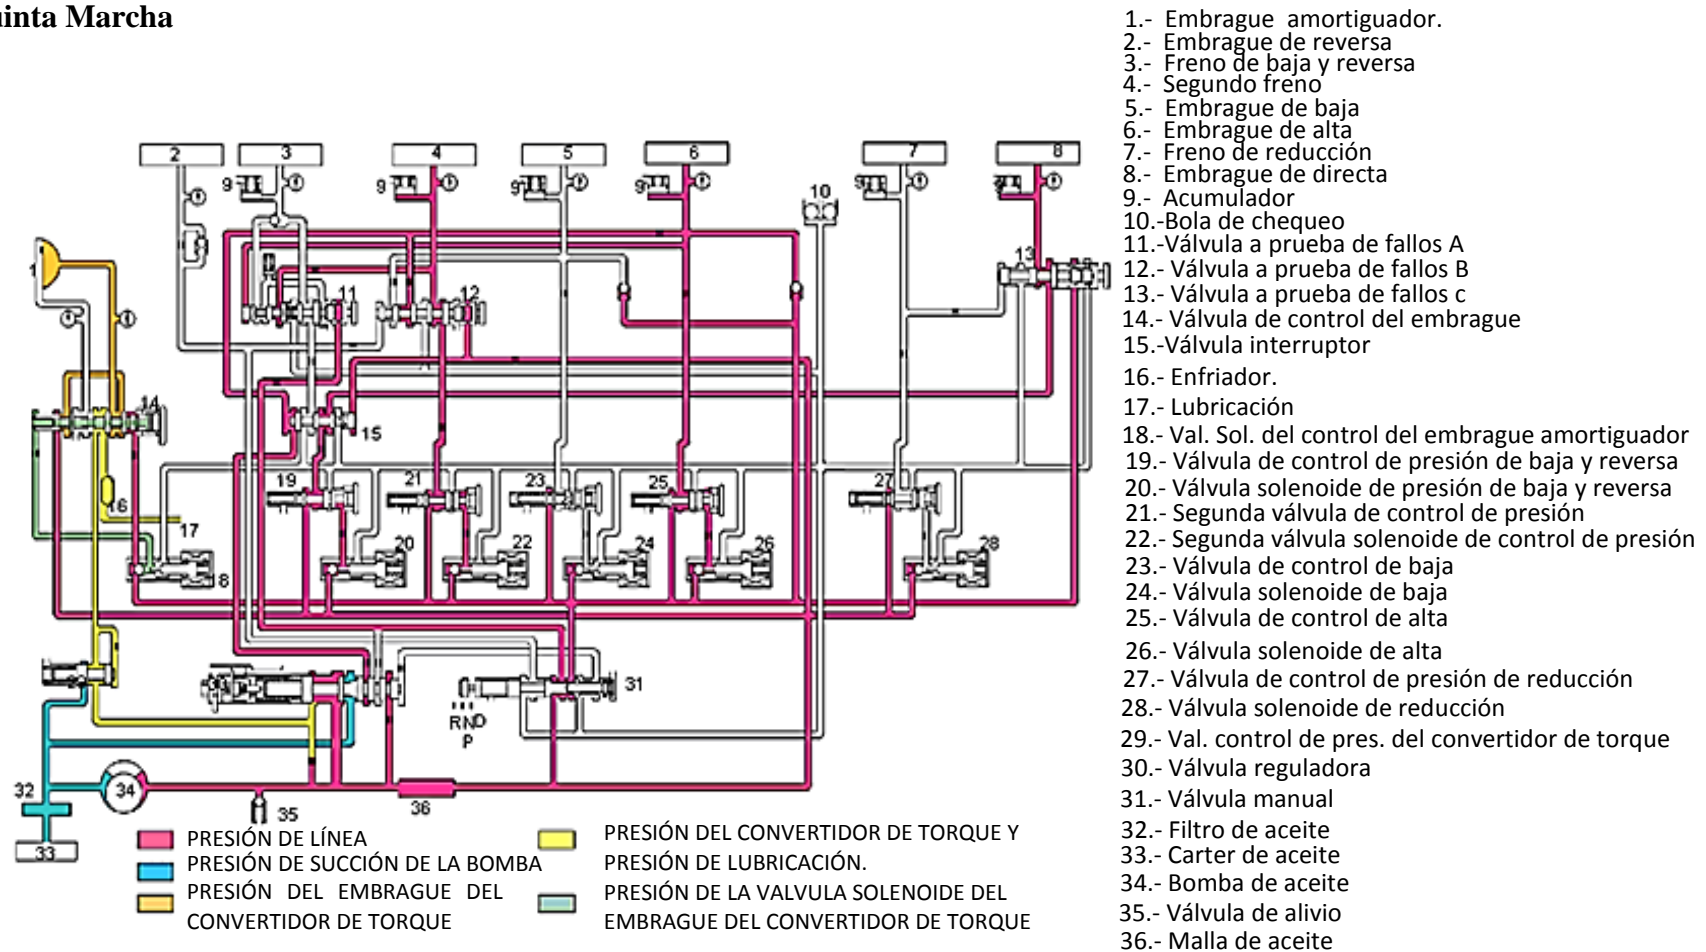 uinta Marcha
1.- Embrague amortiguador.
2.- Embrague de reversa
3.- Freno de baja y reversa
4.- Segundo freno
5.- Embrague de baja
6.- Embrague de alta
7.- Freno de reducción
8.- Embrague de directa
9.- Acumulador
10.-Bola de chequeo
11.-Válvula a prueba de fallos A
12.- Válvula a prueba de fallos B
13.- Válvula a prueba de fallos c
14.- Válvula de control del embrague
15.-Válvula interruptor
16.- Enfriador.
17.- Lubricación
18.- Val. Sol. del control del embrague amortiguador
19.- Válvula de control de presión de baja y reversa
20.- Válvula solenoide de presión de baja y reversa
21.- Segunda válvula de control de presión
22.- Segunda válvula solenoide de control de presión
23.- Válvula de control de baja
24.- Válvula solenoide de baja
25.- Válvula de control de alta
26.- Válvula solenoide de alta
27.- Válvula de control de presión de reducción
28.- Válvula solenoide de reducción
29.- Val. control de pres. del convertidor de torque
30.- Válvula reguladora
31.- Válvula manual
32.- Filtro de aceite
33.- Carter de aceite
34.- Bomba de aceite
35.- Válvula de alivio
36.- Malla de aceite
2 3 4 5 6 7 8
9 9 9 9 9 9
10
1
13
11 12
14
15
19 21 23 25 27
16
17
18 20 22 24 26 28
31
RND
P
32 34 36
35
33
PRESIÓN DE LÍNEA
PRESIÓN DE SUCCIÓN DE LA BOMBA
PRESIÓN DEL EMBRAGUE DEL
CONVERTIDOR DE TORQUE
PRESIÓN DEL CONVERTIDOR DE TORQUE Y
PRESIÓN DE LUBRICACIÓN.
PRESIÓN DE LA VALVULA SOLENOIDE DEL
EMBRAGUE DEL CONVERTIDOR DE TORQUE